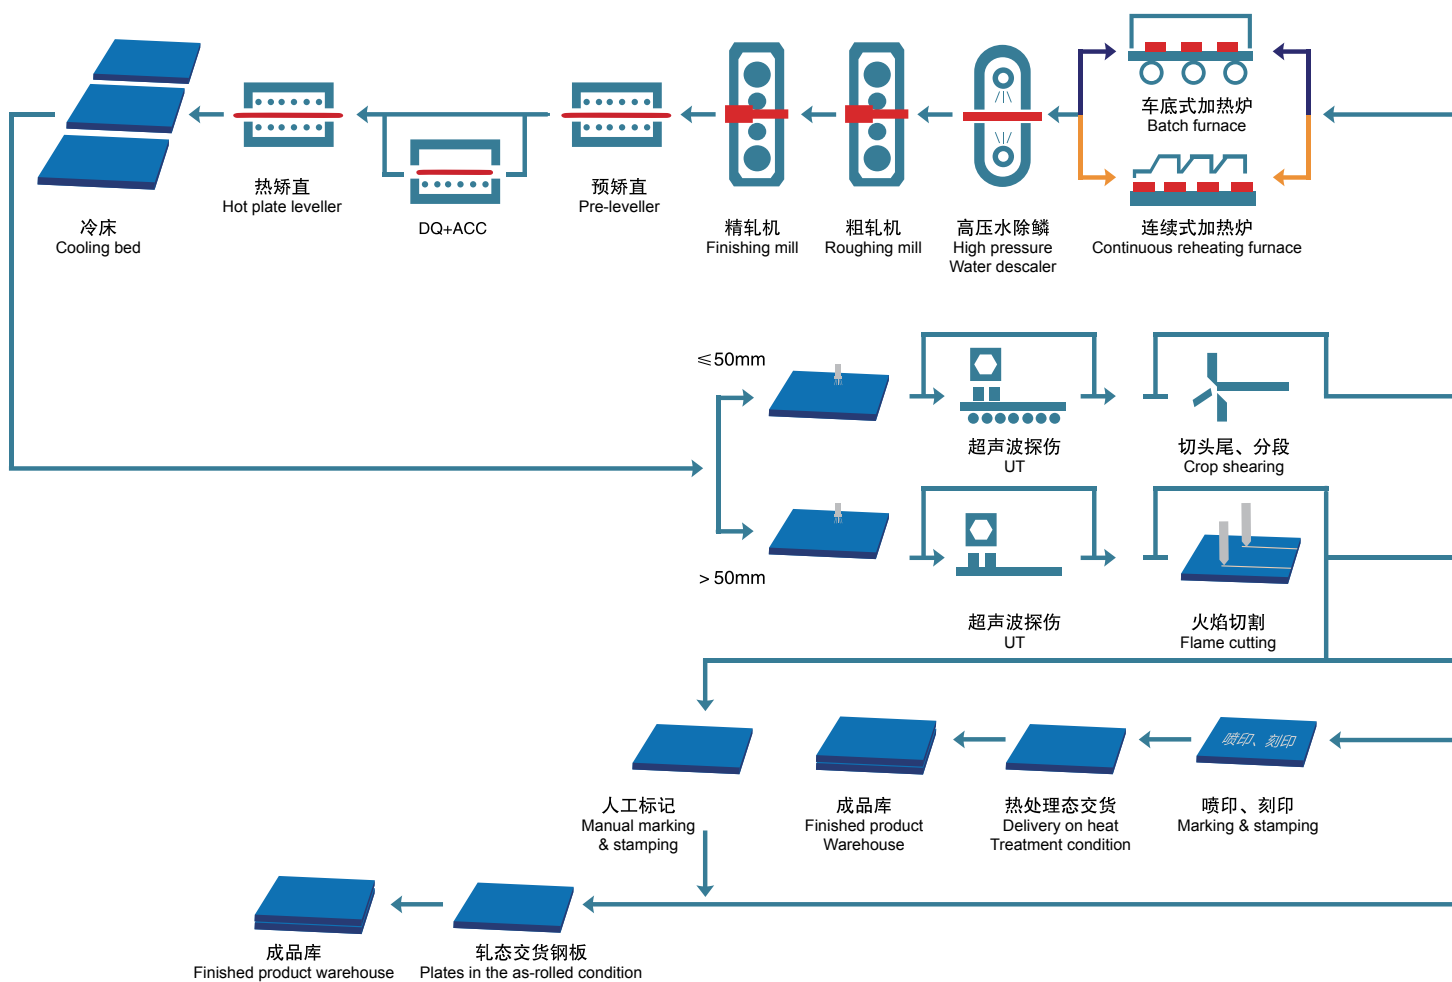 车底式加热炉
Batch furnace
热矫直
Hot plate leveller
DQ+ACC
预矫直
Pre-leveller
冷床
Cooling bed
精轧机
Finishing mill
粗轧机
Roughing mill
高压水除鳞
High pressure
Water descaler
连续式加热炉
Continuous reheating furnace
≤50mm
超声波探伤
UT
切头尾、分段
Crop shearing
>50mm
超声波探伤
UT
火焰切割
Flame cutting
喷印、刻印
人工标记
Manual marking
& stamping
成品库
Finished product
Warehouse
热处理态交货
Delivery on heat
Treatment condition
喷印、刻印
Marking & stamping
成品库
Finished product warehouse
轧态交货钢板
Plates in the as-rolled condition